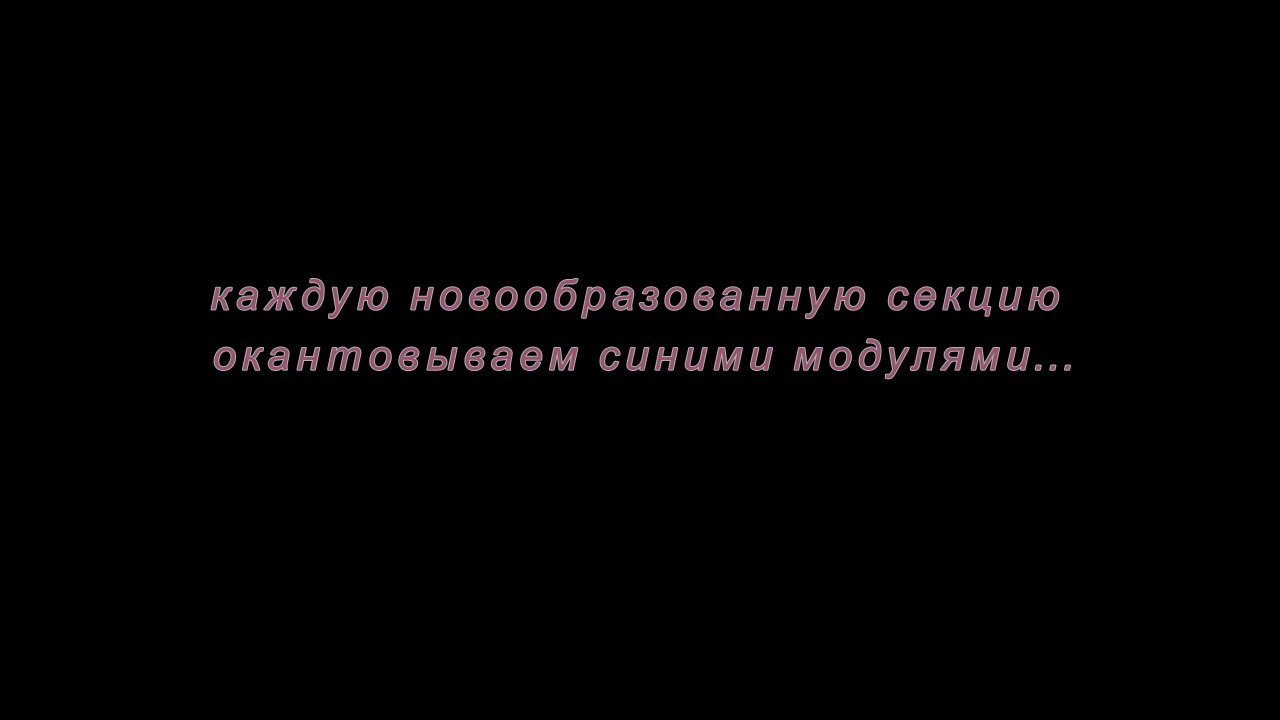 каждую новообразованную секцию
окантовываем синими модулями...